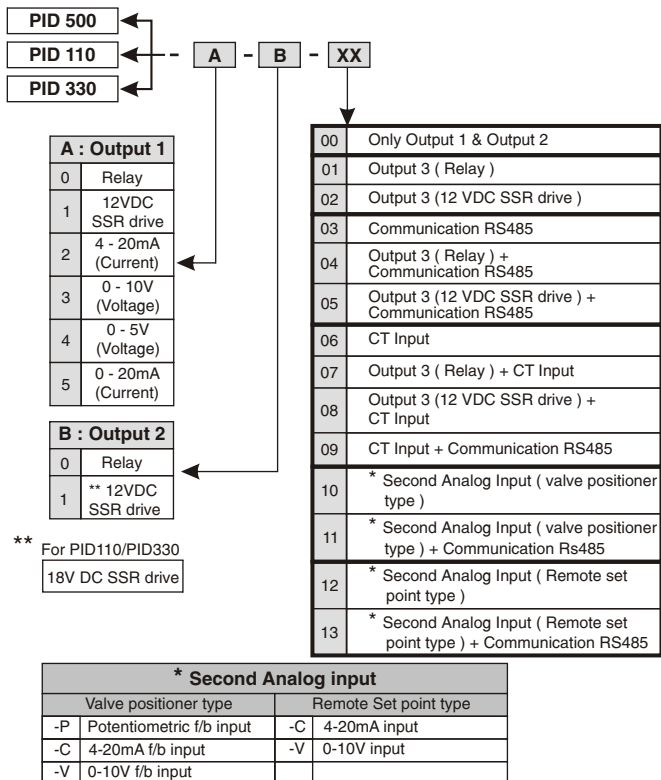 PID 500
PID 110 - A - B - XX
PID 330
A : Output 1
0 Relay
1 12VDC
SSR drive
2 4 - 20mA
(Current)
3 0 - 10V
(Voltage)
4 0 - 5V
(Voltage)
5 0 - 20mA
(Current)
B : Output 2
0 Relay
1 ** 12VDC
SSR drive
** For PID110/PID330
18V DC SSR drive
00 Only Output 1 & Output 2
01 Output 3 ( Relay )
02 Output 3 (12 VDC SSR drive )
03 Communication RS485
04 Output 3 ( Relay ) +
Communication RS485
05 Output 3 (12 VDC SSR drive ) +
Communication RS485
06 CT Input
07 Output 3 ( Relay ) + CT Input
08 Output 3 (12 VDC SSR drive ) +
CT Input
09 CT Input + Communication RS485
10 * Second Analog Input ( valve positioner
type )
11 * Second Analog Input ( valve positioner
type ) + Communication Rs485
12 * Second Analog Input ( Remote set
point type )
13 * Second Analog Input ( Remote set
point type ) + Communication RS485
* Second Analog input
Valve positioner type Remote Set point type
-P Potentiometric f/b input -C 4-20mA input
-C 4-20mA f/b input -V 0-10V input
-V 0-10V f/b input